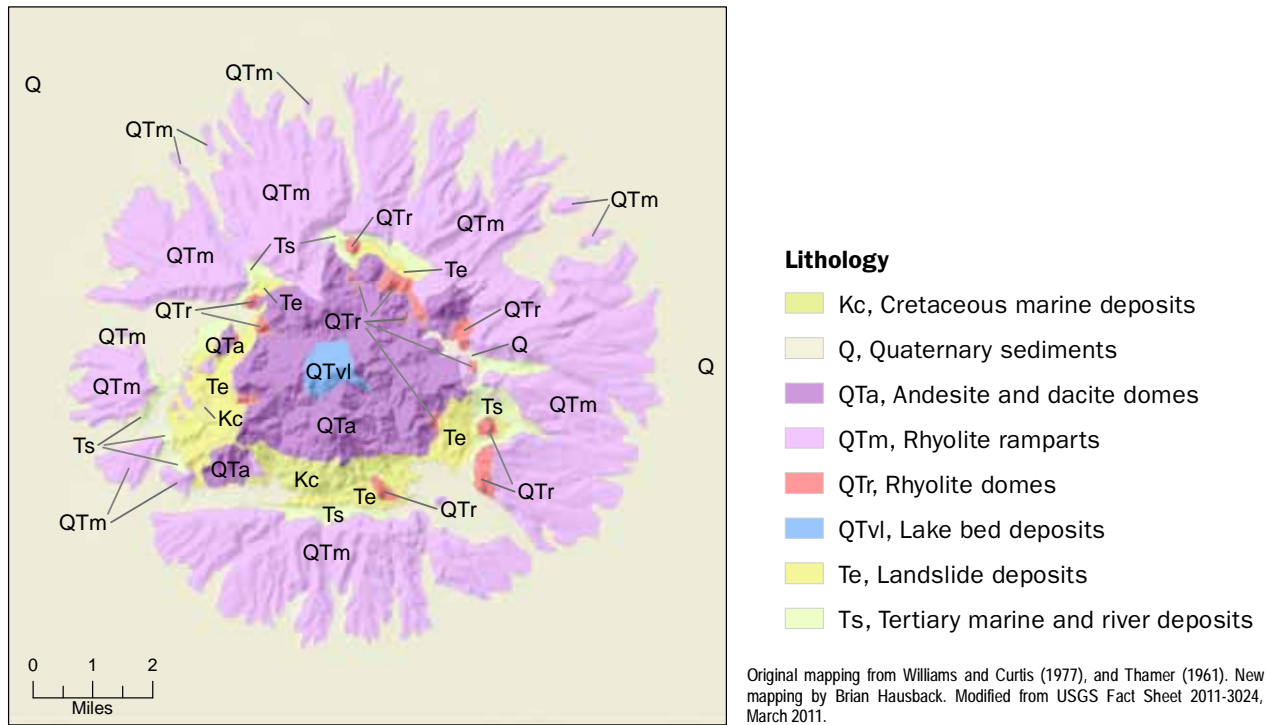 QTm
Q
QTm
QTm
QTm
QTr
QTm
Ts
QTm
Te
Te
QTr
QTr
QTr
QTm
QTa
Q
Q
QTvl
QTm
Te
Ts
QTm
Kc
QTa
Te
Ts
QTa
Kc
Te
QTr
QTr
Ts
QTm
QTm
0 1 2
Miles
Lithology
Kc, Cretaceous marine deposits
Q, Quaternary sediments
QTa, Andesite and dacite domes
QTm, Rhyolite ramparts
QTr, Rhyolite domes
QTvl, Lake bed deposits
Te, Landslide deposits
Ts, Tertiary marine and river deposits
Original mapping from Williams and Curtis (1977), and Thamer (1961). New
mapping by Brian Hausback. Modified from USGS Fact Sheet 2011-3024,
March 2011.